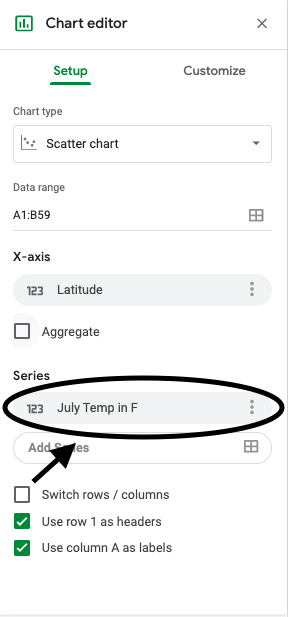 Chart editor
Setup Customize
Chart type
Scatter chart
Data range
A1:B59
X-axis
123 Latitude
Aggregate
Series
123 July Temp in F
Add Series
Switch rows / columns
Use row 1 as headers
Use column A as labels